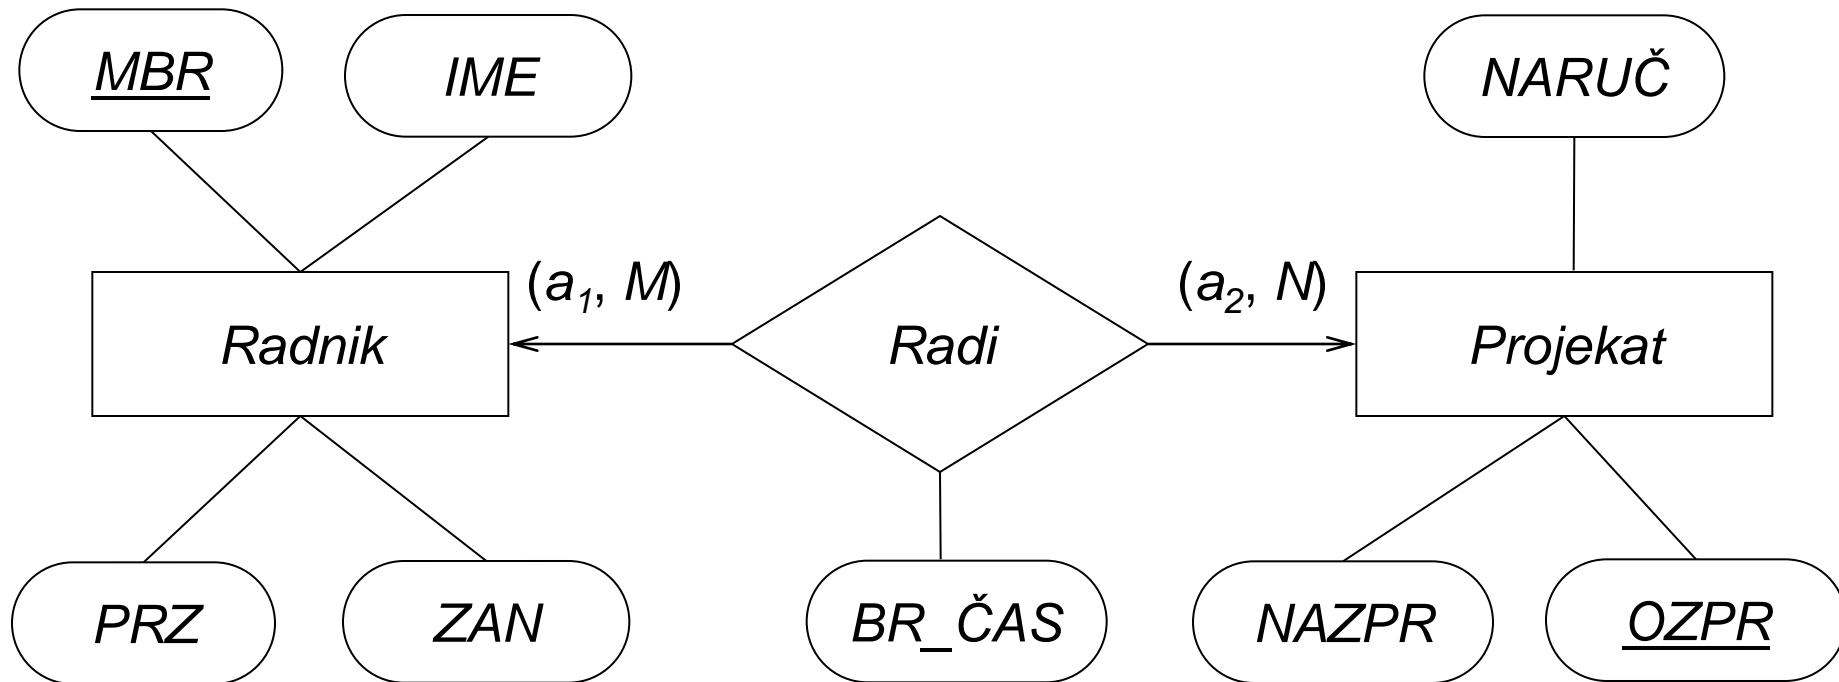 MBR
IME
NARUČ
(a₁, M)
(a₂, N)
Radnik
Radi
Projekat
PRZ
ZAN
BR_ČAS
NAZPR
OZPR